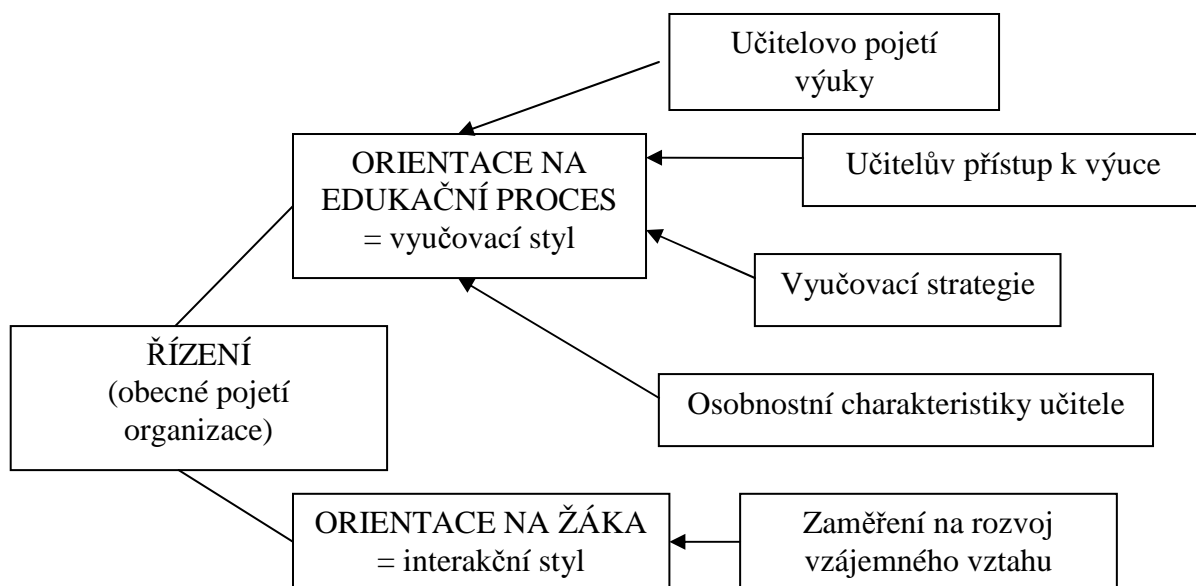 Učitelovo pojetí
výuky
ORIENTACE NA
EDUKAČNÍ PROCES
= vyučovací styl
Učitelův přístup k výuce
Vyučovací strategie
ŘÍZENÍ
(obecné pojetí
organizace)
Osobnostní charakteristiky učitele
ORIENTACE NA ŽÁKA
= interakční styl
Zaměření na rozvoj
vzájemného vztahu